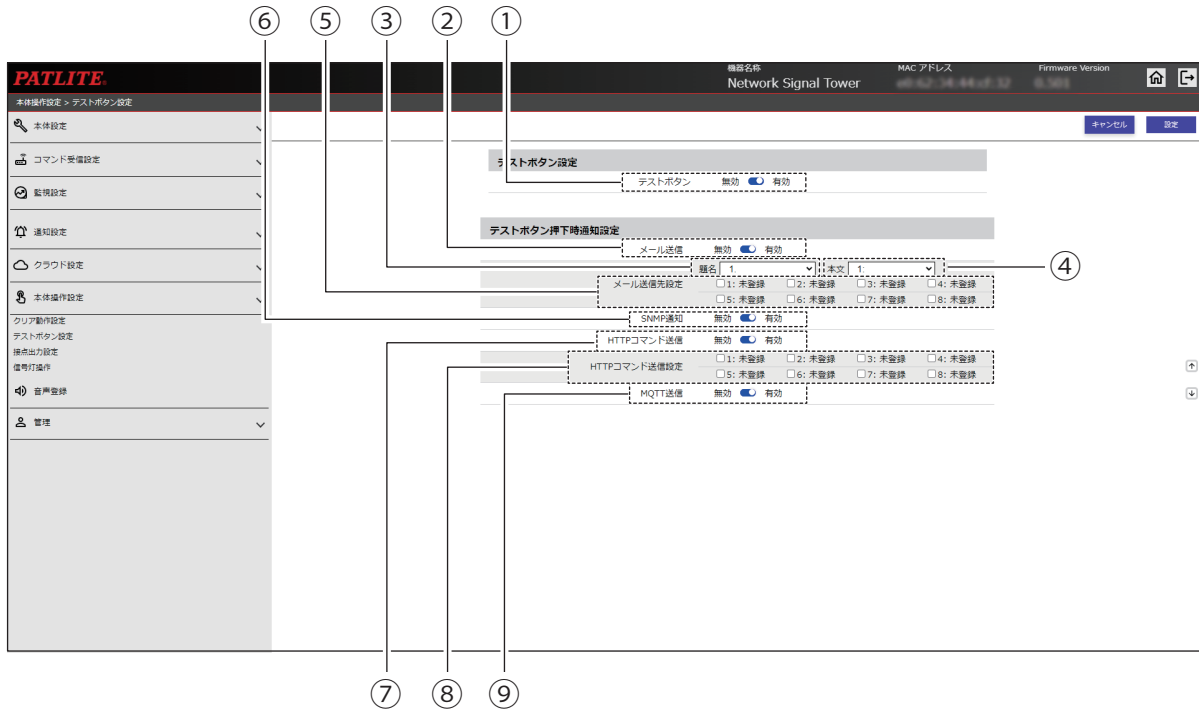 ⑥ ⑤ ③ ② ①
PATLITE®
機器名称 MACアドレス Firmware Version
Network Signal Tower
本体操作設定 > テストボタン設定
キャンセル 設定
本体設定
コマンド受信設定
監視設定
通知設定
クラウド設定
本体操作設定
クリア動作設定
テストボタン設定
接点出力設定
信号灯操作
音声登録
管理
テストボタン設定
テストボタン 無効 有効
テストボタン押下時通知設定
メール送信 無効 有効
題名 1: 本文 1:
④
メール送信先設定 1: 未登録 2: 未登録 3: 未登録 4: 未登録
5: 未登録 6: 未登録 7: 未登録 8: 未登録
SNMP通知 無効 有効
HTTPコマンド送信 無効 有効
HTTPコマンド送信設定 1: 未登録 2: 未登録 3: 未登録 4: 未登録
5: 未登録 6: 未登録 7: 未登録 8: 未登録
MQTT送信 無効 有効
⑦ ⑧ ⑨